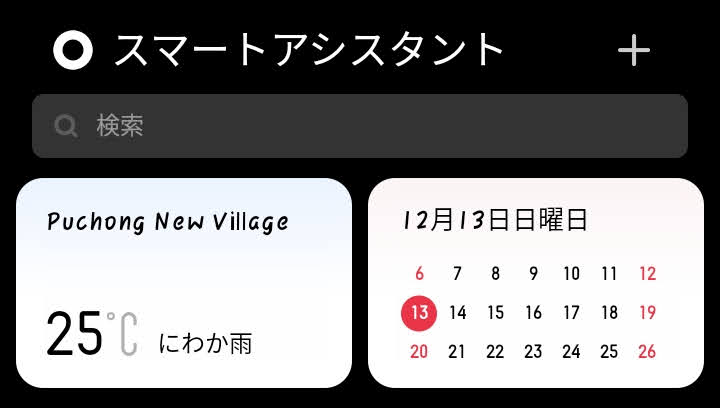 スマートアシスタント
検索
Puchong New Village
25℃ にわか雨
12月13日日曜日
6 7 8 9 10 11 12
13 14 15 16 17 18 19
20 21 22 23 24 25 26